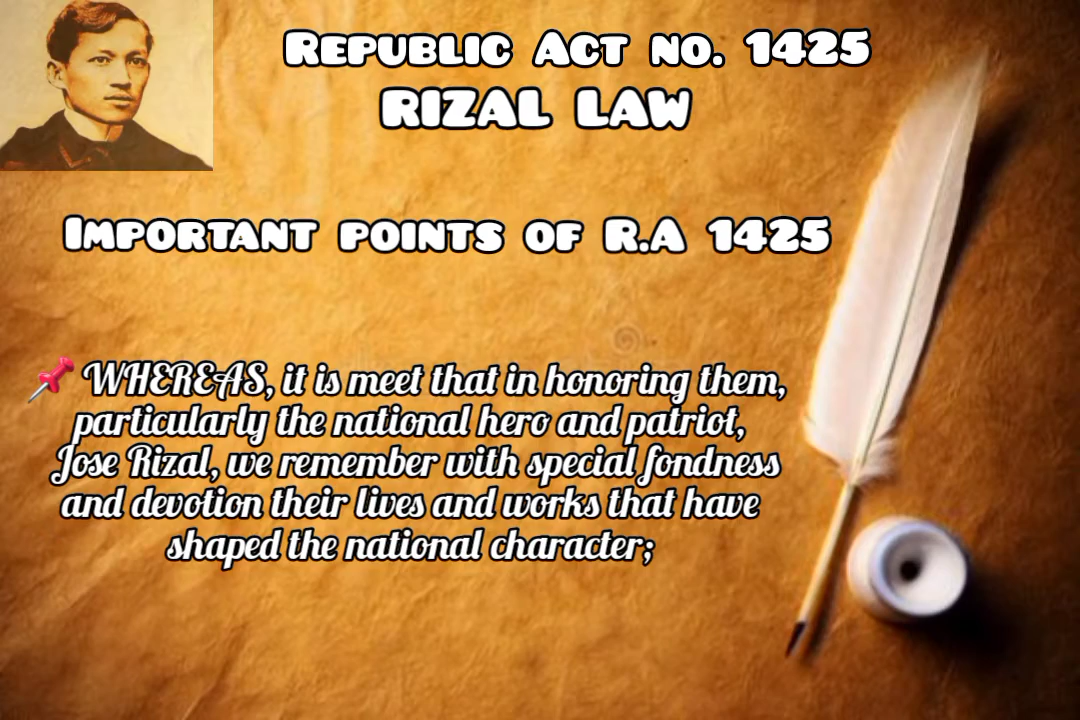 Republic Act no. 1425
RIZAL LAW
Important points of R.A 1425
📌 WHEREAS, it is meet that in honoring them,
particularly the national hero and patriot,
Jose Rizal, we remember with special fondness
and devotion their lives and works that have
shaped the national character;